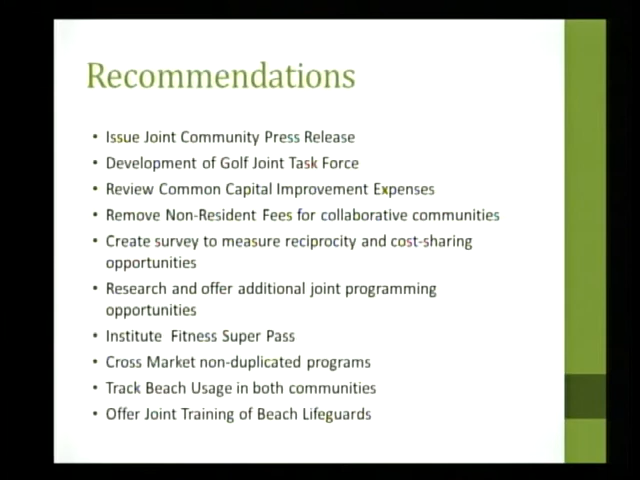 Recommendations
• Issue Joint Community Press Release
• Development of Golf Joint Task Force
• Review Common Capital Improvement Expenses
• Remove Non-Resident Fees for collaborative communities
• Create survey to measure reciprocity and cost-sharing
opportunities
• Research and offer additional joint programming
opportunities
• Institute  Fitness Super Pass
• Cross Market non-duplicated programs
• Track Beach Usage in both communities
• Offer Joint Training of Beach Lifeguards